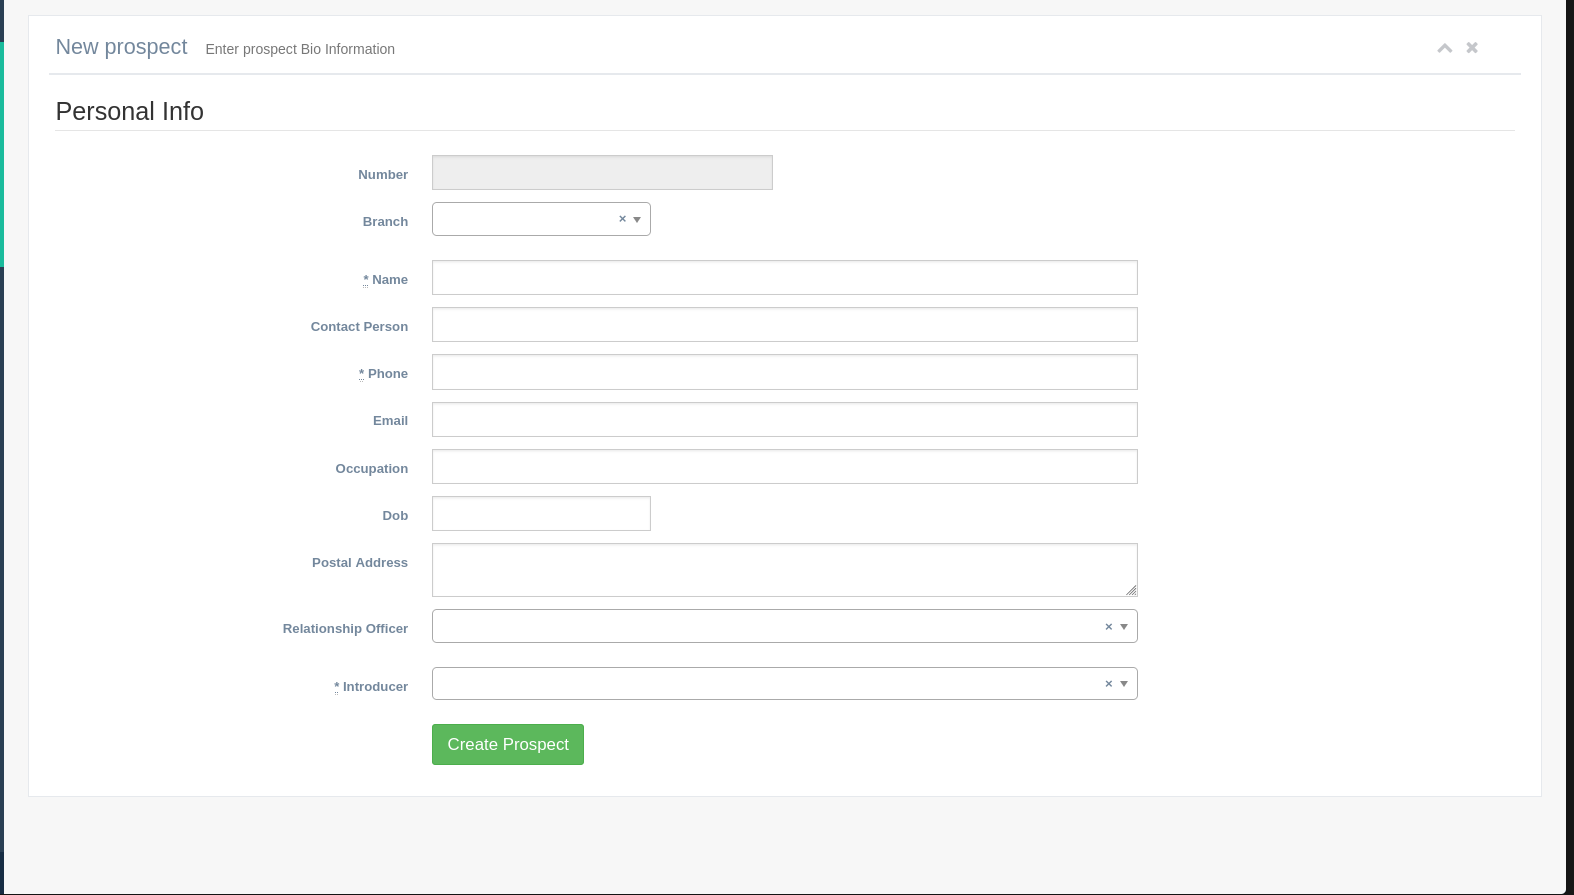 New prospect Enter prospect Bio Information
Personal Info
Number
Branch
×
* Name
Contact Person
* Phone
Email
Occupation
Dob
Postal Address
Relationship Officer
×
* Introducer
×
Create Prospect